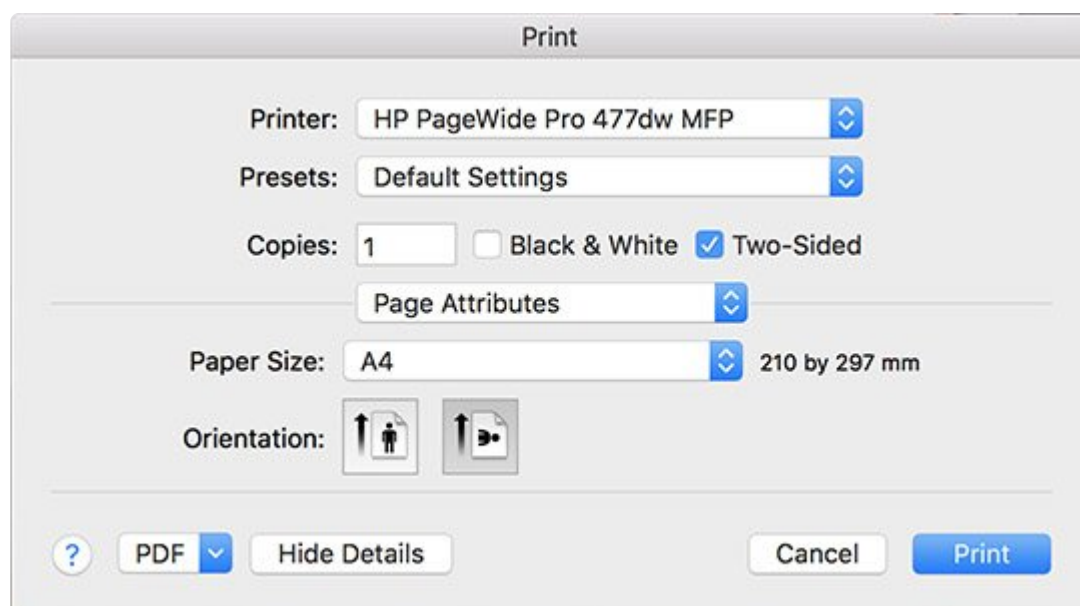 Print
Printer: HP PageWide Pro 477dw MFP
Presets: Default Settings
Copies: 1 Black & White Two-Sided
Page Attributes
Paper Size: A4 210 by 297 mm
Orientation:
? PDF Hide Details Cancel Print